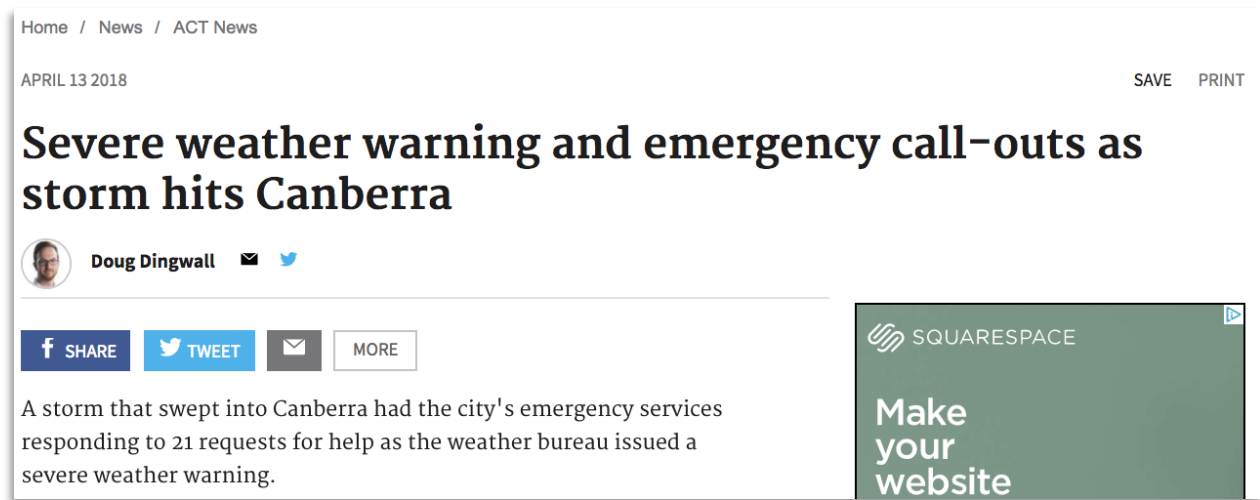 Home / News / ACT News
APRIL 13 2018
SAVE PRINT
Severe weather warning and emergency call-outs as
storm hits Canberra
Doug Dingwall
f SHARE
TWEET
MORE
A storm that swept into Canberra had the city's emergency services
responding to 21 requests for help as the weather bureau issued a
severe weather warning.
SQUARESPACE
Make
your
website